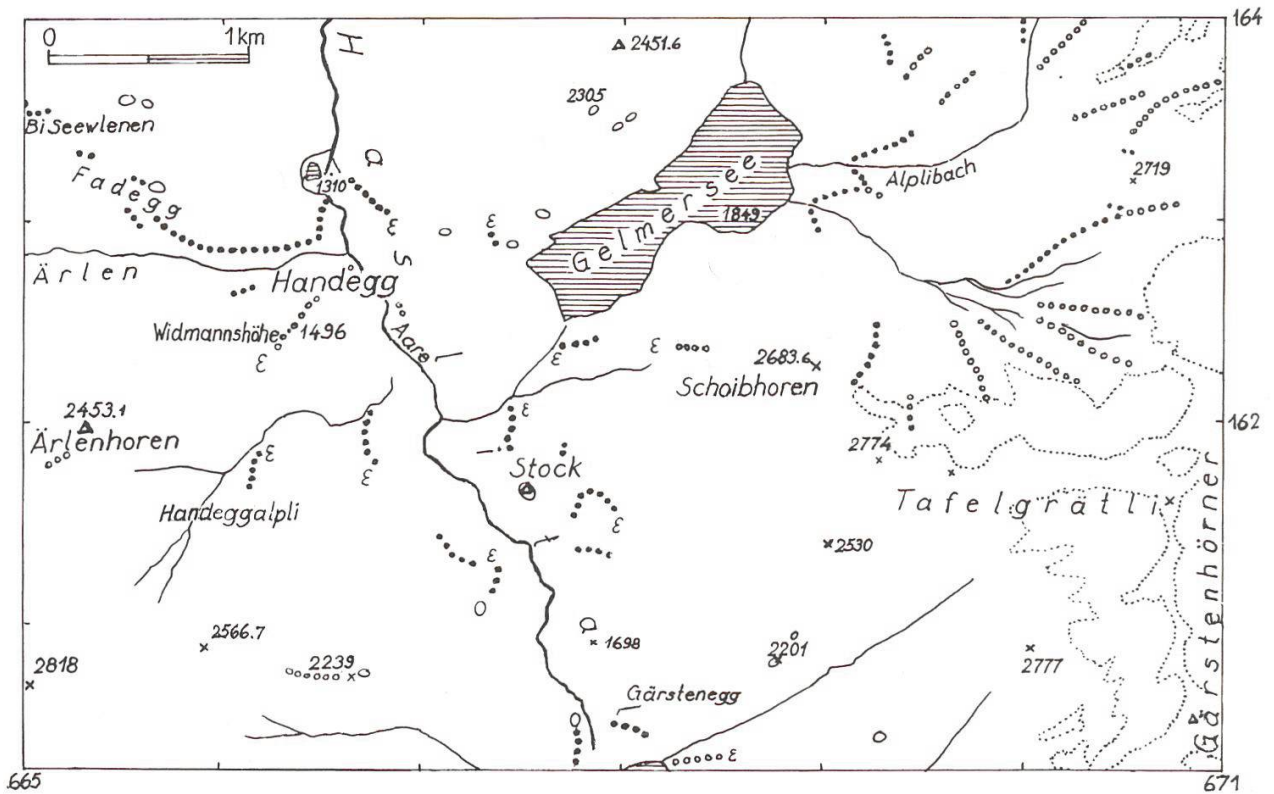 164
0 1km
2451.6
2305
Bi Seewlenen
Fadegg
1310
Alplibach
2719
Gelmersee
1849
ε
ε
Ärlen
Handegg
Widmannshöhe 1496
ε
Aare
Haslital
ε
ε
2683.6
Schoibhoren
2453.1
Ärlenhoren
162
ε
ε
ε
2774
Stock
Handeggalpli
Tafelgrätli
ε
ε
2530
Gärstenhörner
2566.7
1698
2201
2818
2239
2777
Gärstenegg
ε
665
671